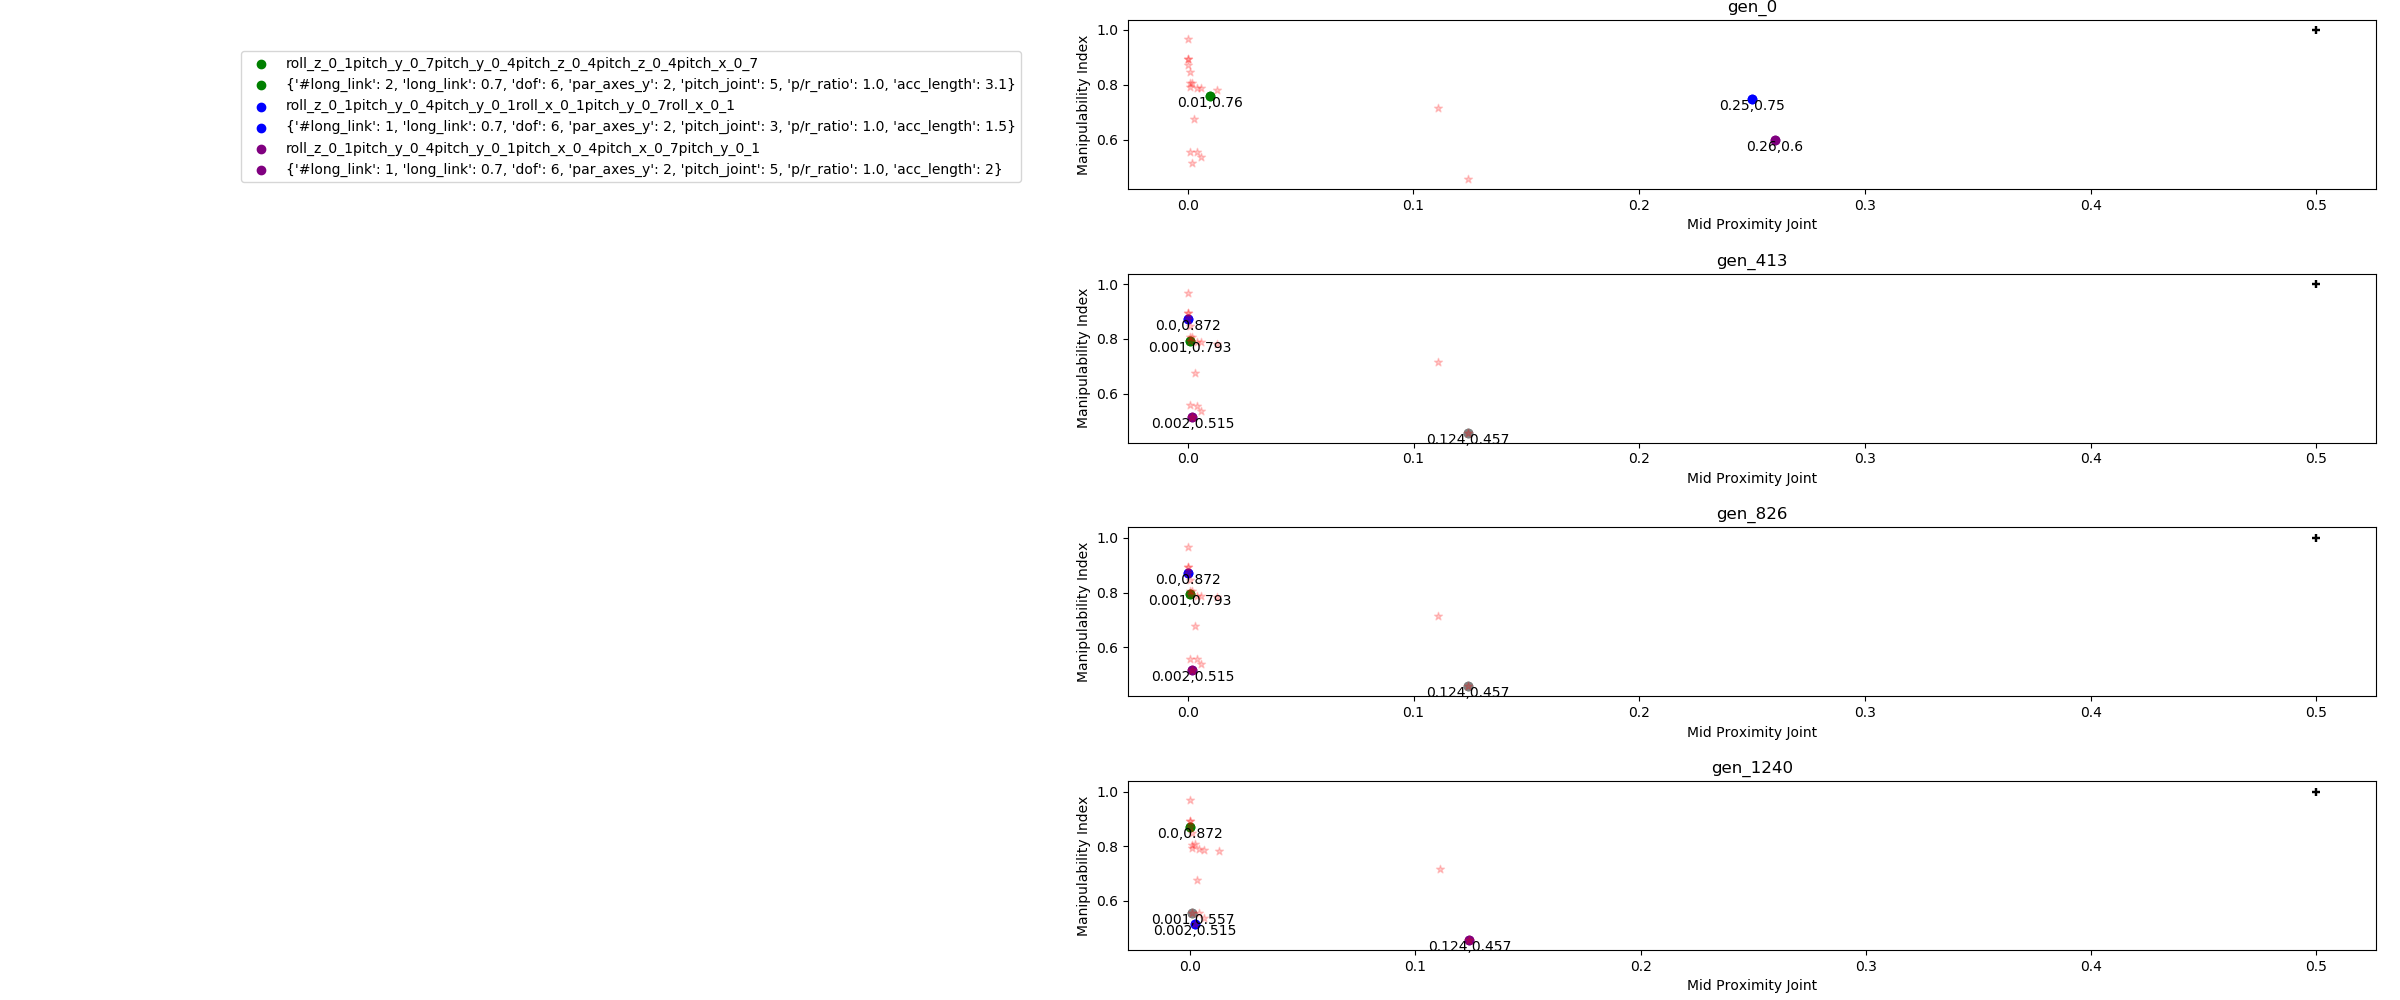 roll_z_0_1pitch_y_0_7pitch_y_0_4pitch_z_0_4pitch_z_0_4pitch_x_0_7
{'#long_link': 2, 'long_link': 0.7, 'dof': 6, 'par_axes_y': 2, 'pitch_joint': 5, 'p/r_ratio': 1.0, 'acc_length': 3.1}
roll_z_0_1pitch_y_0_4pitch_y_0_1roll_x_0_1pitch_y_0_7roll_x_0_1
{'#long_link': 1, 'long_link': 0.7, 'dof': 6, 'par_axes_y': 2, 'pitch_joint': 3, 'p/r_ratio': 1.0, 'acc_length': 1.5}
roll_z_0_1pitch_y_0_4pitch_y_0_1pitch_x_0_4pitch_x_0_7pitch_y_0_1
{'#long_link': 1, 'long_link': 0.7, 'dof': 6, 'par_axes_y': 2, 'pitch_joint': 5, 'p/r_ratio': 1.0, 'acc_length': 2}
gen_0
Manipulability Index
1.0
0.8
0.6
0.01,0.76
0.25,0.75
0.26,0.6
0.0 0.1 0.2 0.3 0.4 0.5
Mid Proximity Joint
gen_413
Manipulability Index
1.0
0.8
0.6
0.0,0.872
0.001,0.793
0.002,0.515
0.124,0.457
0.0 0.1 0.2 0.3 0.4 0.5
Mid Proximity Joint
gen_826
Manipulability Index
1.0
0.8
0.6
0.0,0.872
0.001,0.793
0.002,0.515
0.124,0.457
0.0 0.1 0.2 0.3 0.4 0.5
Mid Proximity Joint
gen_1240
Manipulability Index
1.0
0.8
0.6
0.0,0.872
0.001,0.557
0.002,0.515
0.124,0.457
0.0 0.1 0.2 0.3 0.4 0.5
Mid Proximity Joint